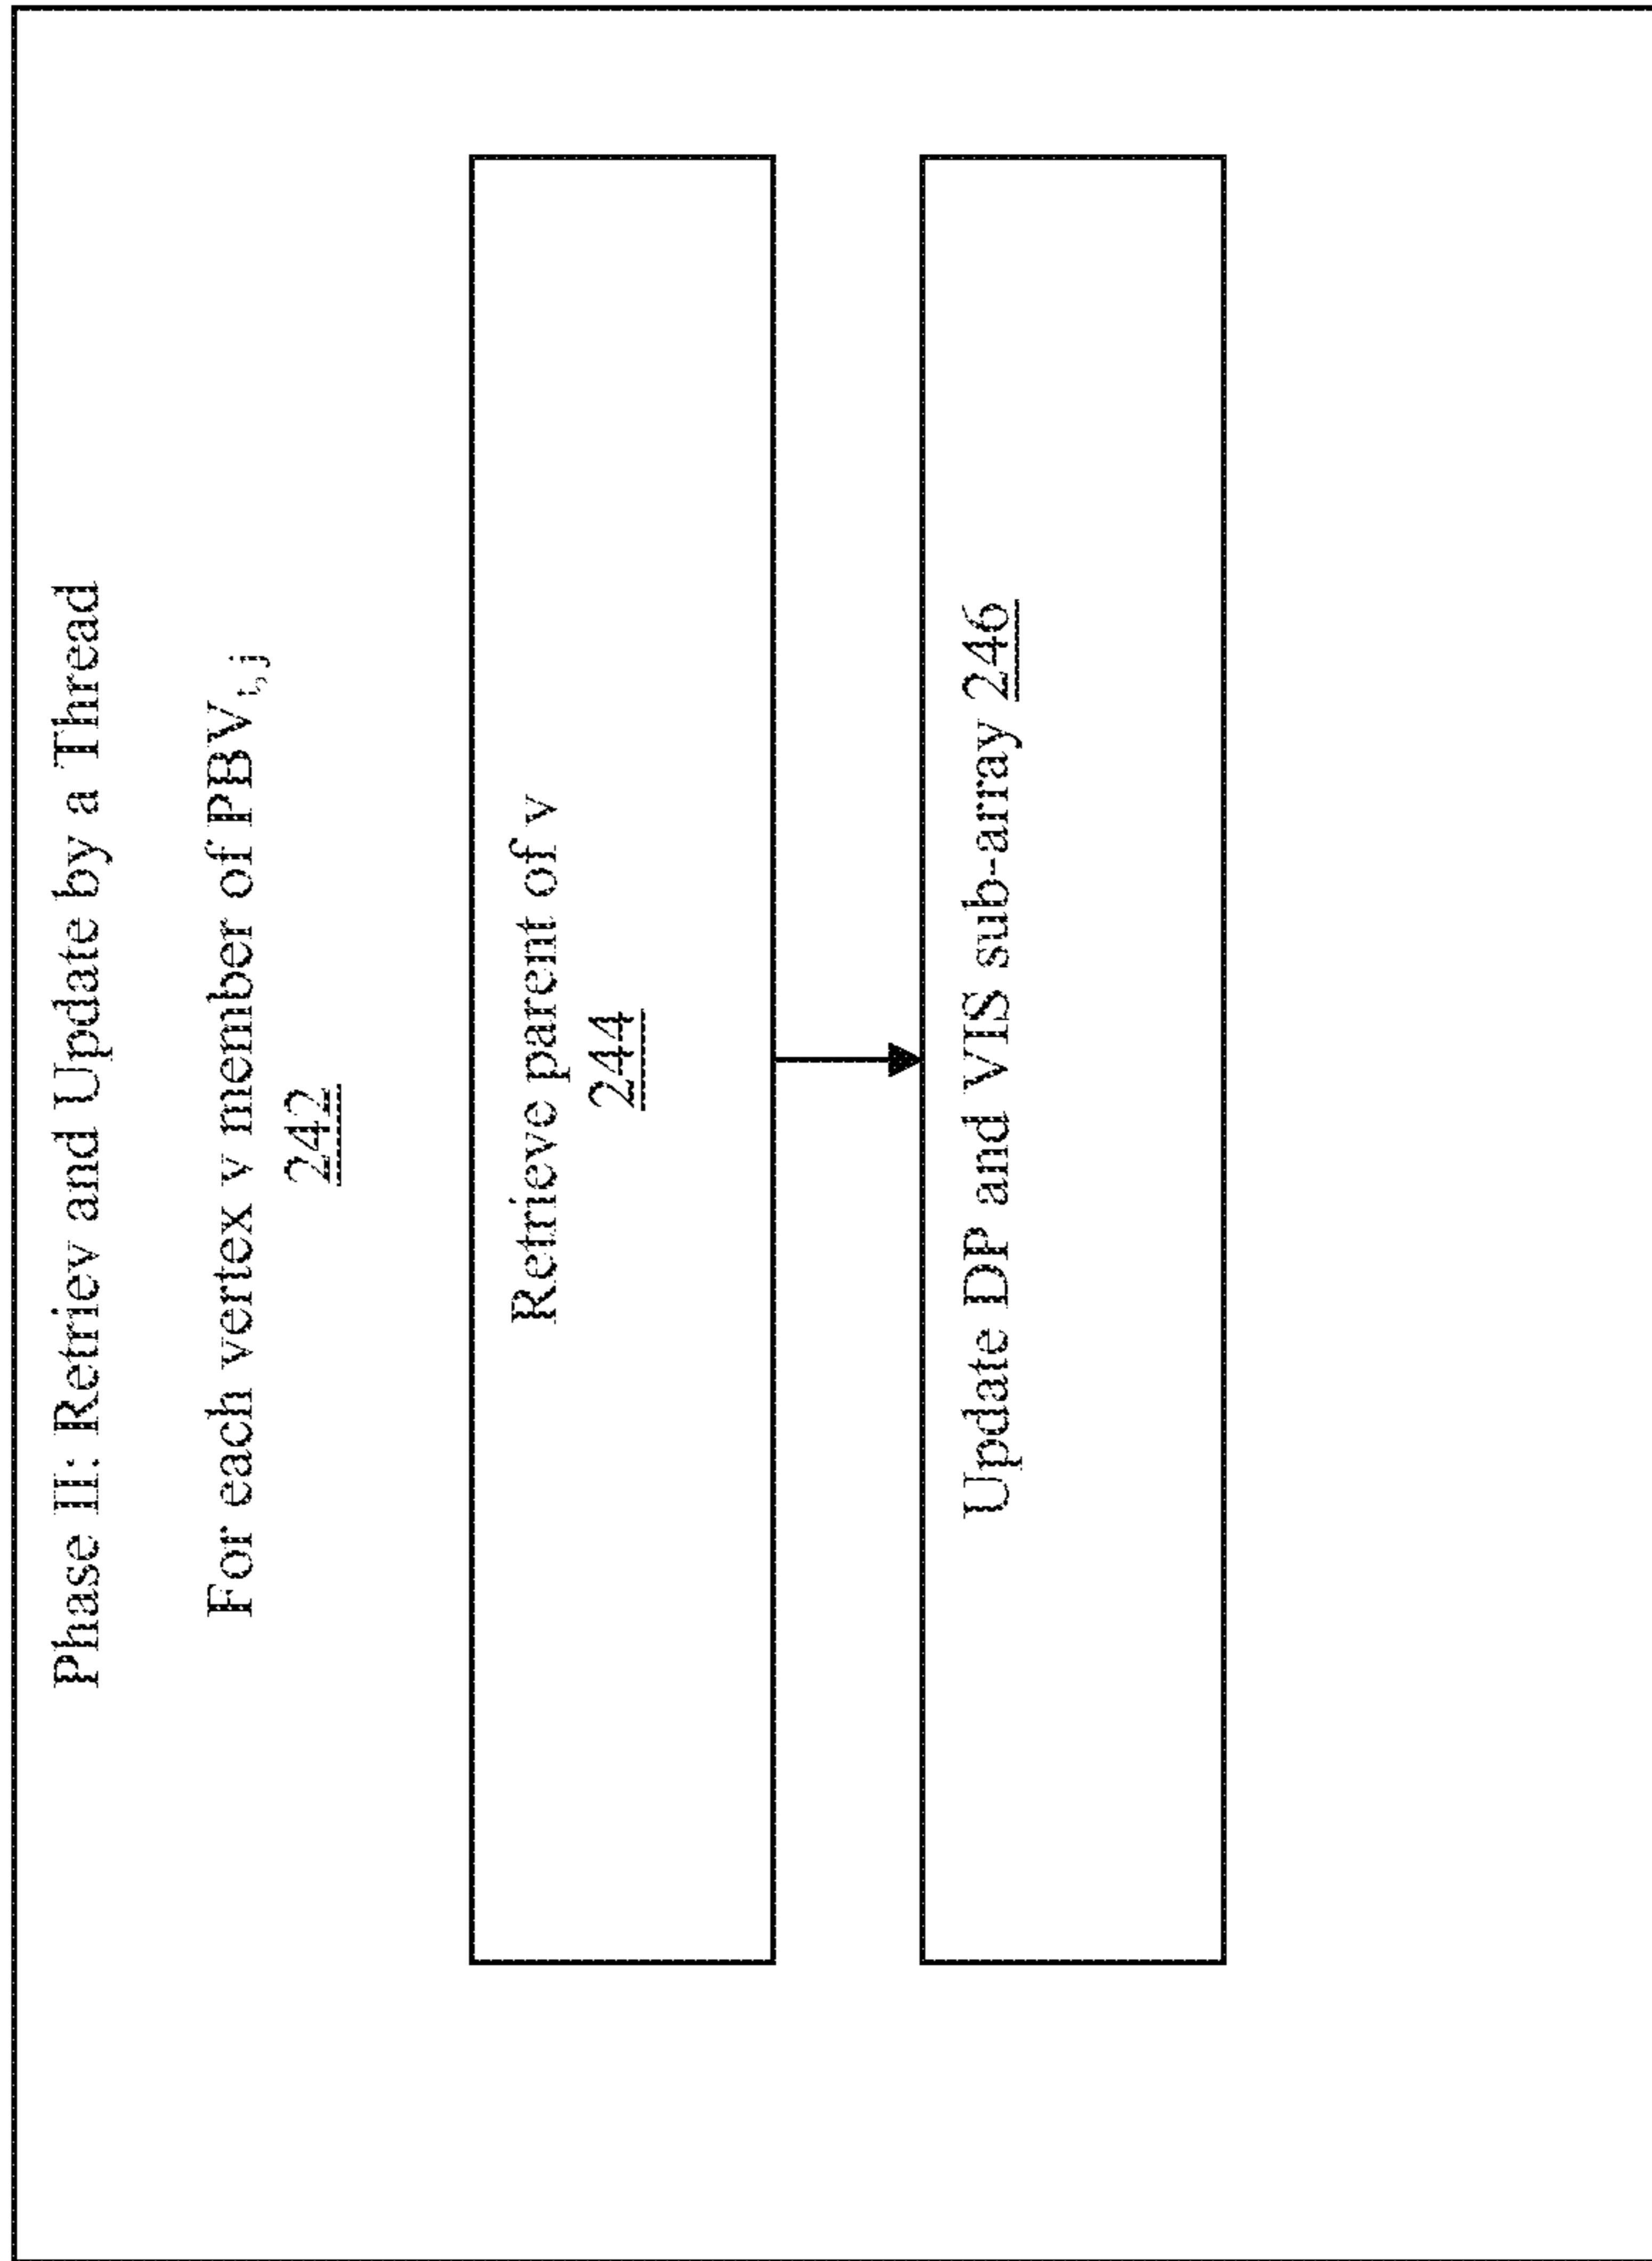 Phase II: Retriev and Update by a Thread
For each vertex v member of PBVt,j
242
Retrieve parent of v
244
Update DP and VIS sub-array 246